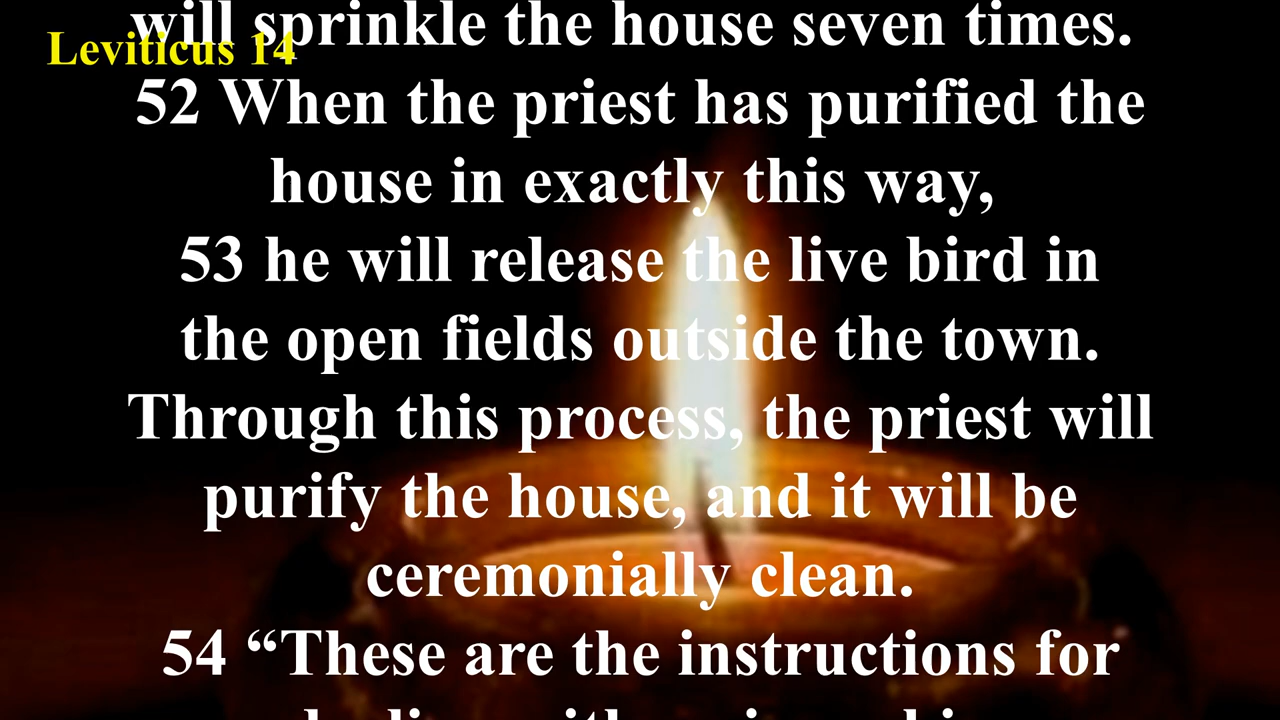 will sprinkle the house seven times.
Leviticus 14
52 When the priest has purified the
house in exactly this way,
53 he will release the live bird in
the open fields outside the town.
Through this process, the priest will
purify the house, and it will be
ceremonially clean.
54 “These are the instructions for